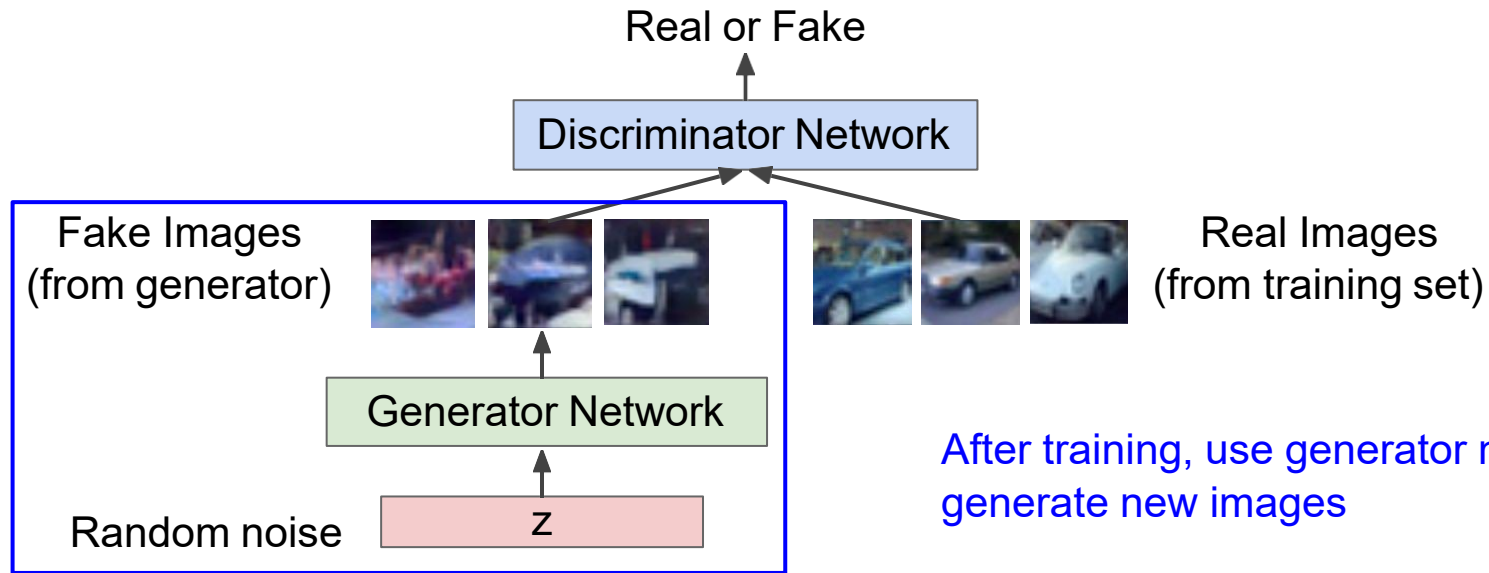 Real or Fake
Discriminator Network
Fake Images
(from generator)
Real Images
(from training set)
Generator Network
After training, use generator
generate new images
Random noise
z